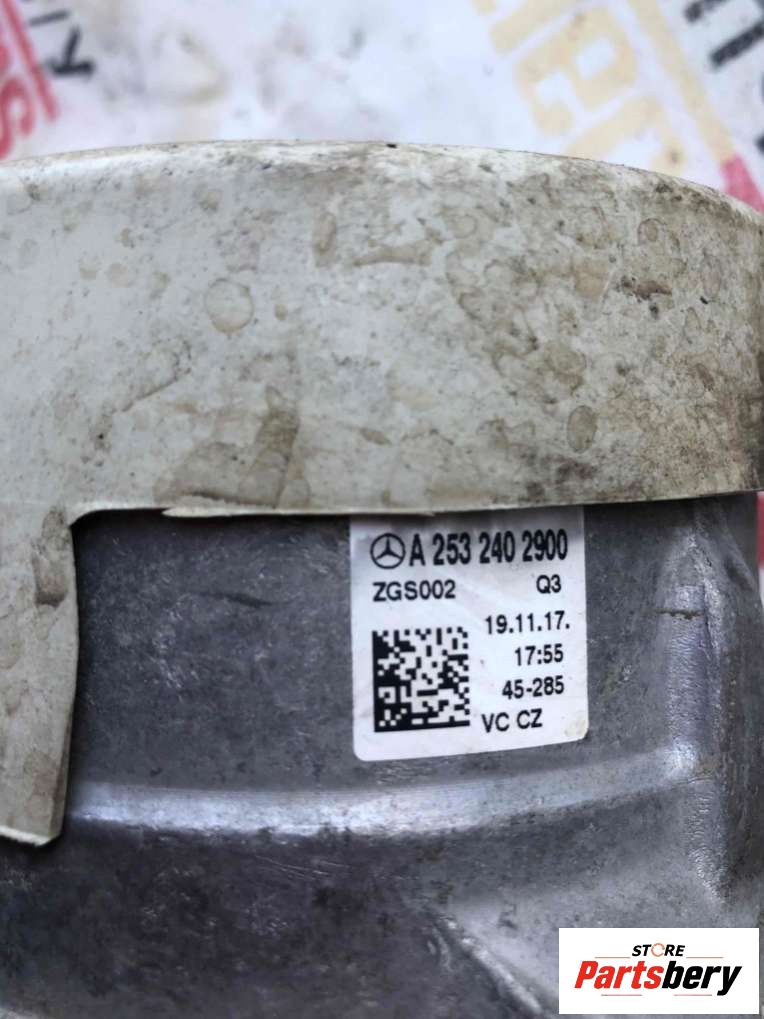 A 253 240 2900
ZGS002 Q3
19.11.17.
17:55
45-285
VC CZ
STORE
Partsbery